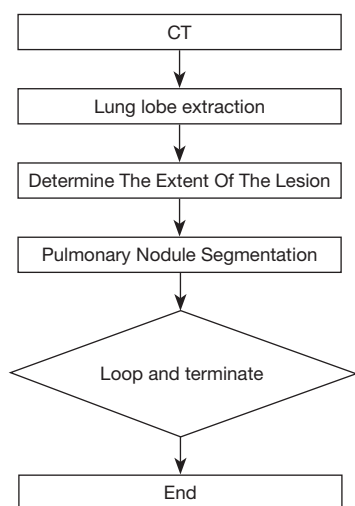 CT
Lung lobe extraction
Determine The Extent Of The Lesion
Pulmonary Nodule Segmentation
Loop and terminate
End